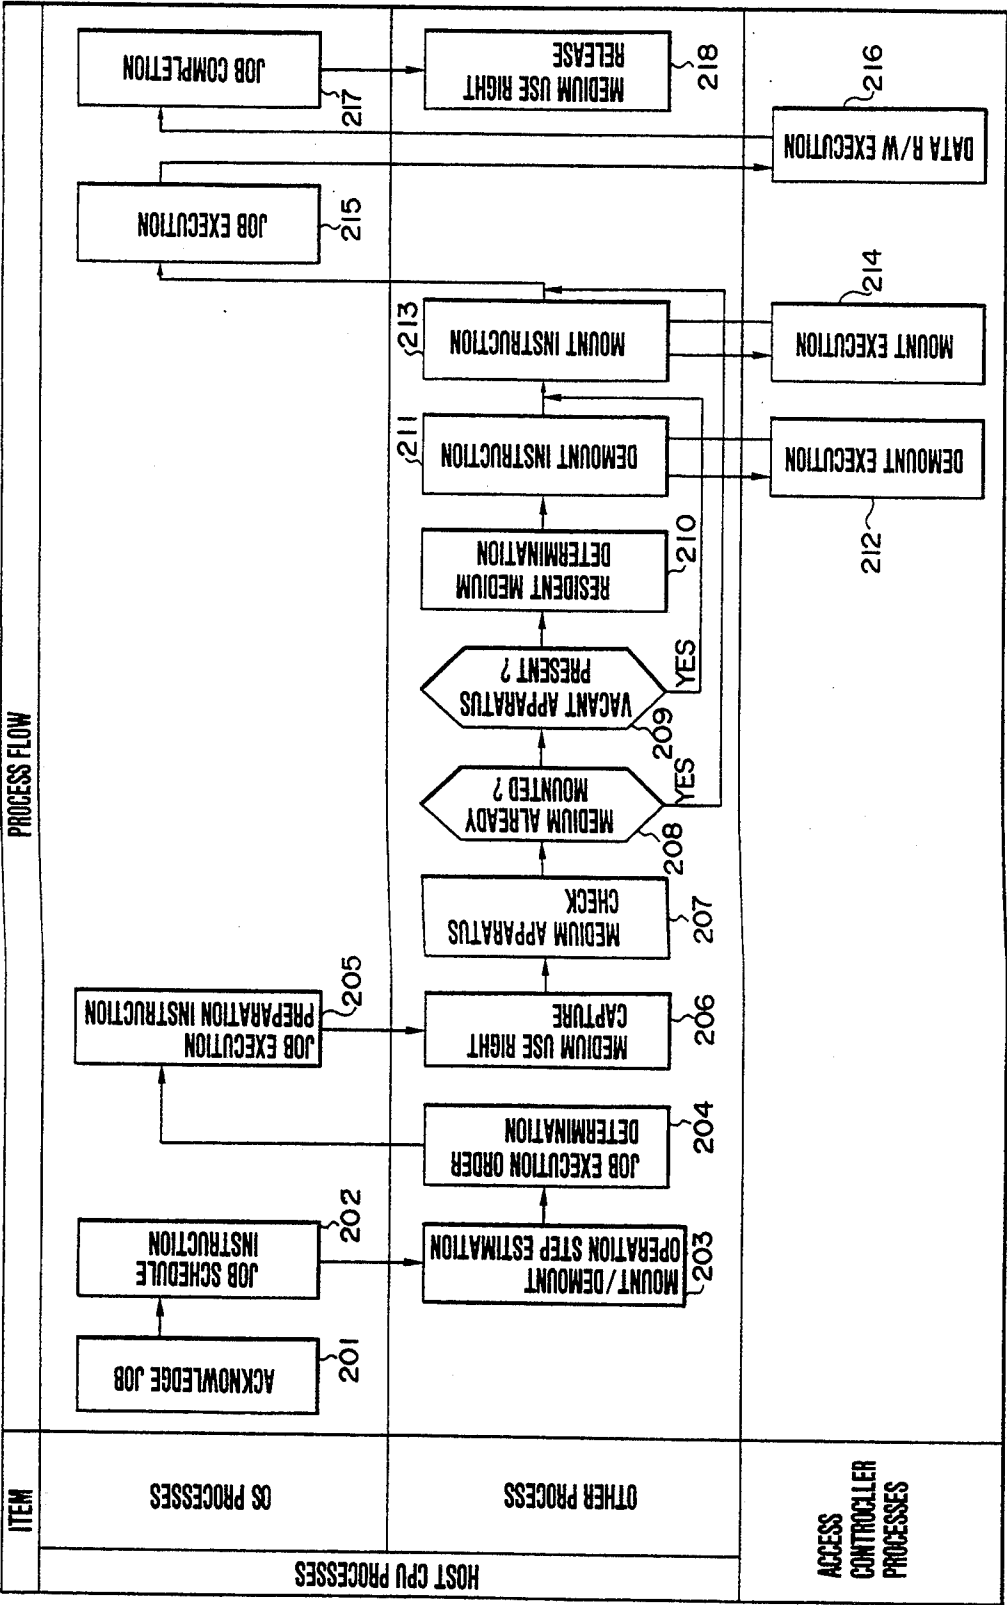 ITEM
PROCESS FLOW
HOST CPU PROCESSES
OS PROCESSES
ACKNOWLEDGE JOB
201
JOB SCHEDULE
INSTRUCTION
202
JOB EXECUTION
PREPARATION INSTRUCTION
205
JOB EXECUTION
215
JOB COMPLETION
217
OTHER PROCESS
MOUNT/DEMOUNT
OPERATION STEP ESTIMATION
203
JOB EXECUTION ORDER
DETERMINATION
204
MEDIUM USE RIGHT
CAPTURE
206
MEDIUM APPARATUS
CHECK
207
MEDIUM ALREADY
MOUNTED ?
208
YES
VACANT APPARATUS
PRESENT ?
209
YES
RESIDENT MEDIUM
DETERMINATION
210
DEMOUNT INSTRUCTION
211
MOUNT INSTRUCTION
213
MEDIUM USE RIGHT
RELEASE
218
ACCESS
CONTROCLLER
PROCESSES
DEMOUNT EXECUTION
212
MOUNT EXECUTION
214
DATA R/W EXECUTION
216